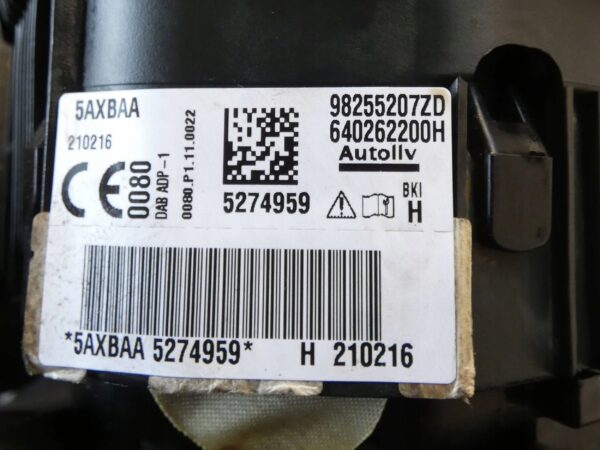 5AXBAA
210216
CE
0080
DAB ADP-1
0080.P1.11.0022
5274959
98255207ZD
640262200H
Autoliv
BKI
H
*5AXBAA 5274959* H 210216